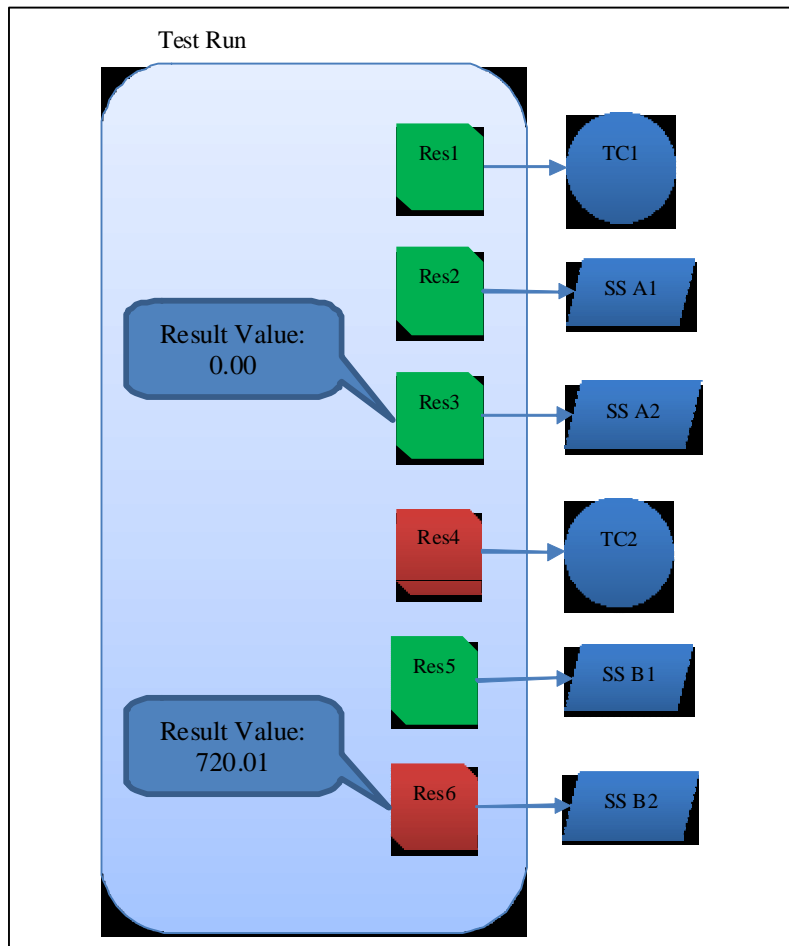 Test Run
Res1
TC1
Res2
SS A1
Result Value:
0.00
Res3
SS A2
Res4
TC2
Res5
SS B1
Result Value:
720.01
Res6
SS B2